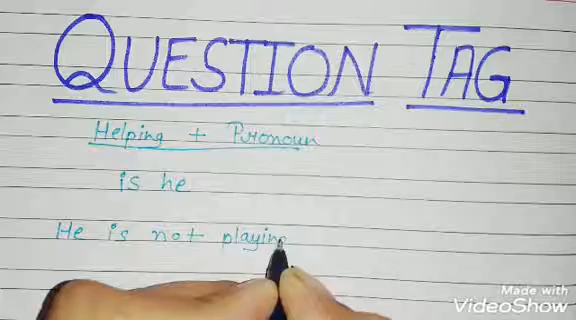 QUESTION TAG
Helping + Pronoun
is he
He is not playing
Made with
VideoShow